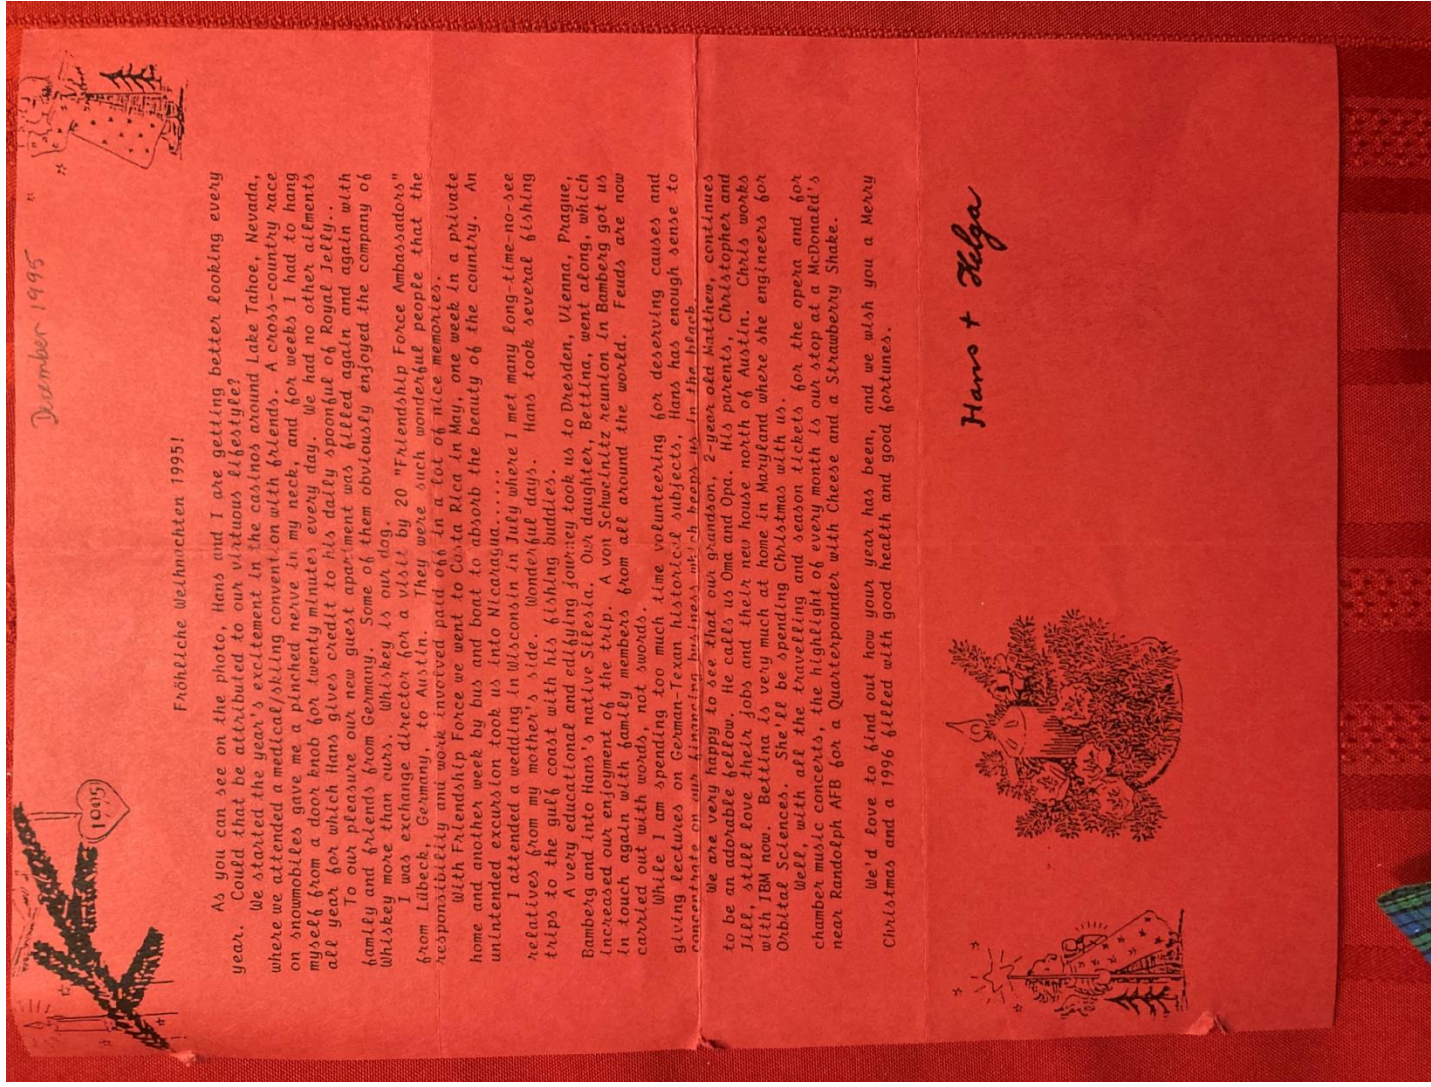 December 1995
1995
Fröhliche Weihnachten 1995!
As you can see on the photo, Hans and I are getting better looking every
year. Could that be attributed to our virtuous lifestyle?
We started the year's excitement in the casinos around Lake Tahoe, Nevada,
where we attended a medical/skiing convention with friends. A cross-country race
on snowmobiles gave me a pinched nerve in my neck, and for weeks I had to hang
myself from a door knob for twenty minutes every day. We had no other ailments
all year for which Hans gives credit to his daily spoonful of Royal Jelly..
To our pleasure our new guest apartment was filled again and again with
family and friends from Germany. Some of them obviously enjoyed the company of
Whiskey more than ours. Whiskey is our dog.
I was exchange director for a visit by 20 "Friendship Force Ambassadors"
from Lübeck, Germany, to Austin. They were such wonderful people that the
responsibility and work involved paid off in a lot of nice memories.
With Friendship Force we went to Costa Rica in May, one week in a private
home and another week by bus and boat to absorb the beauty of the country. An
unintended excursion took us into Nicaragua......
I attended a wedding in Wisconsin in July where I met many long-time-no-see
relatives from my mother's side. Wonderful days. Hans took several fishing
trips to the gulf coast with his fishing buddies.
A very educational and edifying journey took us to Dresden, Vienna, Prague,
Bamberg and into Hans's native Silesia. Our daughter, Bettina, went along, which
increased our enjoyment of the trip. A von Schweinitz reunion in Bamberg got us
in touch again with family members from all around the world. Feuds are now
carried out with words, not swords.
While I am spending too much time volunteering for deserving causes and
giving lectures on German-Texan historical subjects, Hans has enough sense to
concentrate on our financing business which keeps us in the black.
We are very happy to see that our grandson, 2-year old Matthew, continues
to be an adorable fellow. He calls us Oma and Opa. His parents, Christopher and
Jill, still love their jobs and their new house north of Austin. Chris works
with IBM now. Bettina is very much at home in Maryland where she engineers for
Orbital Sciences. She'll be spending Christmas with us.
Well, with all the travelling and season tickets for the opera and for
chamber music concerts, the highlight of every month is our stop at a McDonald's
near Randolph AFB for a Quarterpounder with Cheese and a Strawberry Shake.
We'd love to find out how your year has been, and we wish you a Merry
Christmas and a 1996 filled with good health and good fortunes.
Hans + Helga